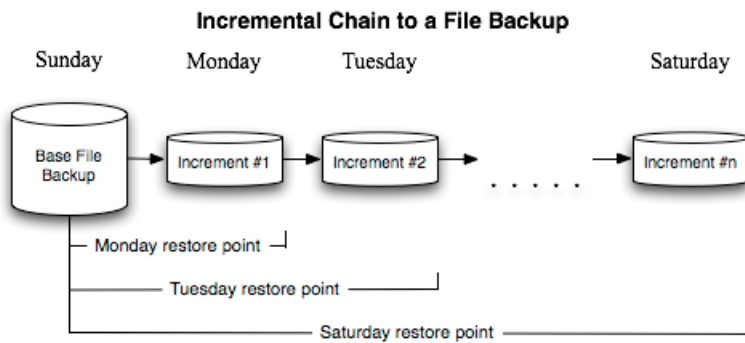 Incremental Chain to a File Backup
Sunday Monday Tuesday Saturday
Base File
Backup
Increment #1 Increment #2 . . . . . Increment #n
Monday restore point
Tuesday restore point
Saturday restore point